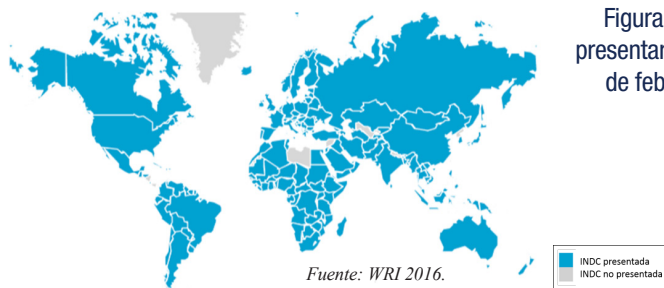 Figura
presentar
de feb
Fuente: WRI 2016.
INDC presentada
INDC no presentada